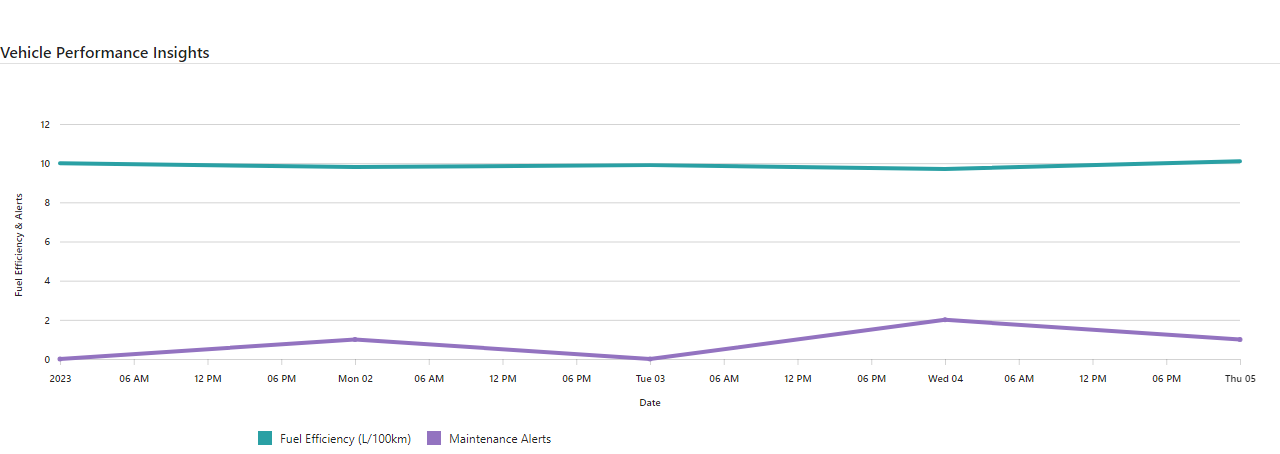 Vehicle Performance Insights
12
10
8
6
4
2
0
Fuel Efficiency & Alerts
2023 06 AM 12 PM 06 PM Mon 02 06 AM 12 PM 06 PM Tue 03 06 AM 12 PM 06 PM Wed 04 06 AM 12 PM 06 PM Thu 05
Date
Fuel Efficiency (L/100km) Maintenance Alerts